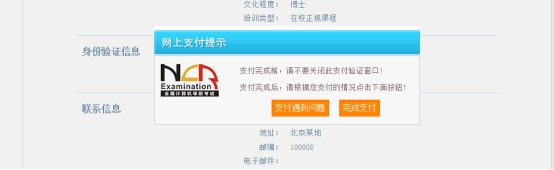 文化程度： 博士
培训类型： 在校正规课程
身份验证信息
网上支付提示
NCR
Examination
全国计算机等级考试
支付完成前，请不要关闭此支付验证窗口！
支付完成后，请根据您支付的情况点击下面按钮！
支付遇到问题 完成支付
联系信息
地址： 北京某地
邮编： 100008
电子邮件：